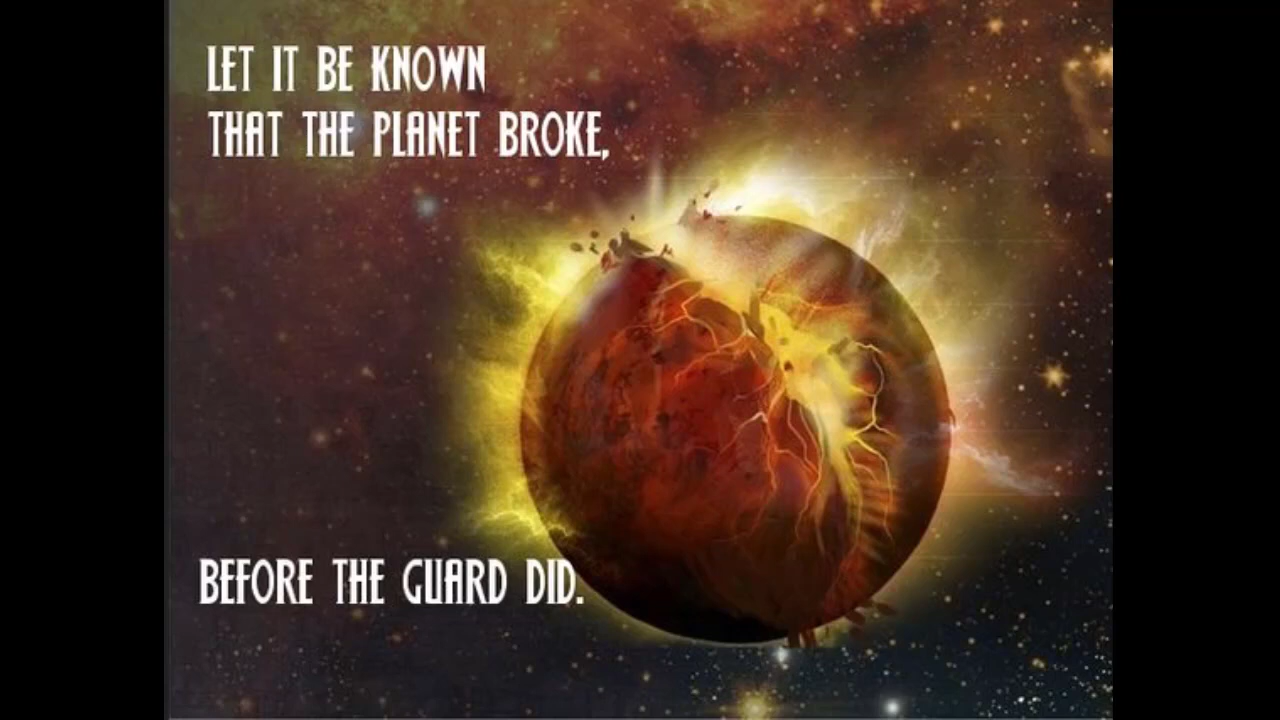 LET IT BE KNOWN
THAT THE PLANET BROKE,
BEFORE THE GUARD DID.